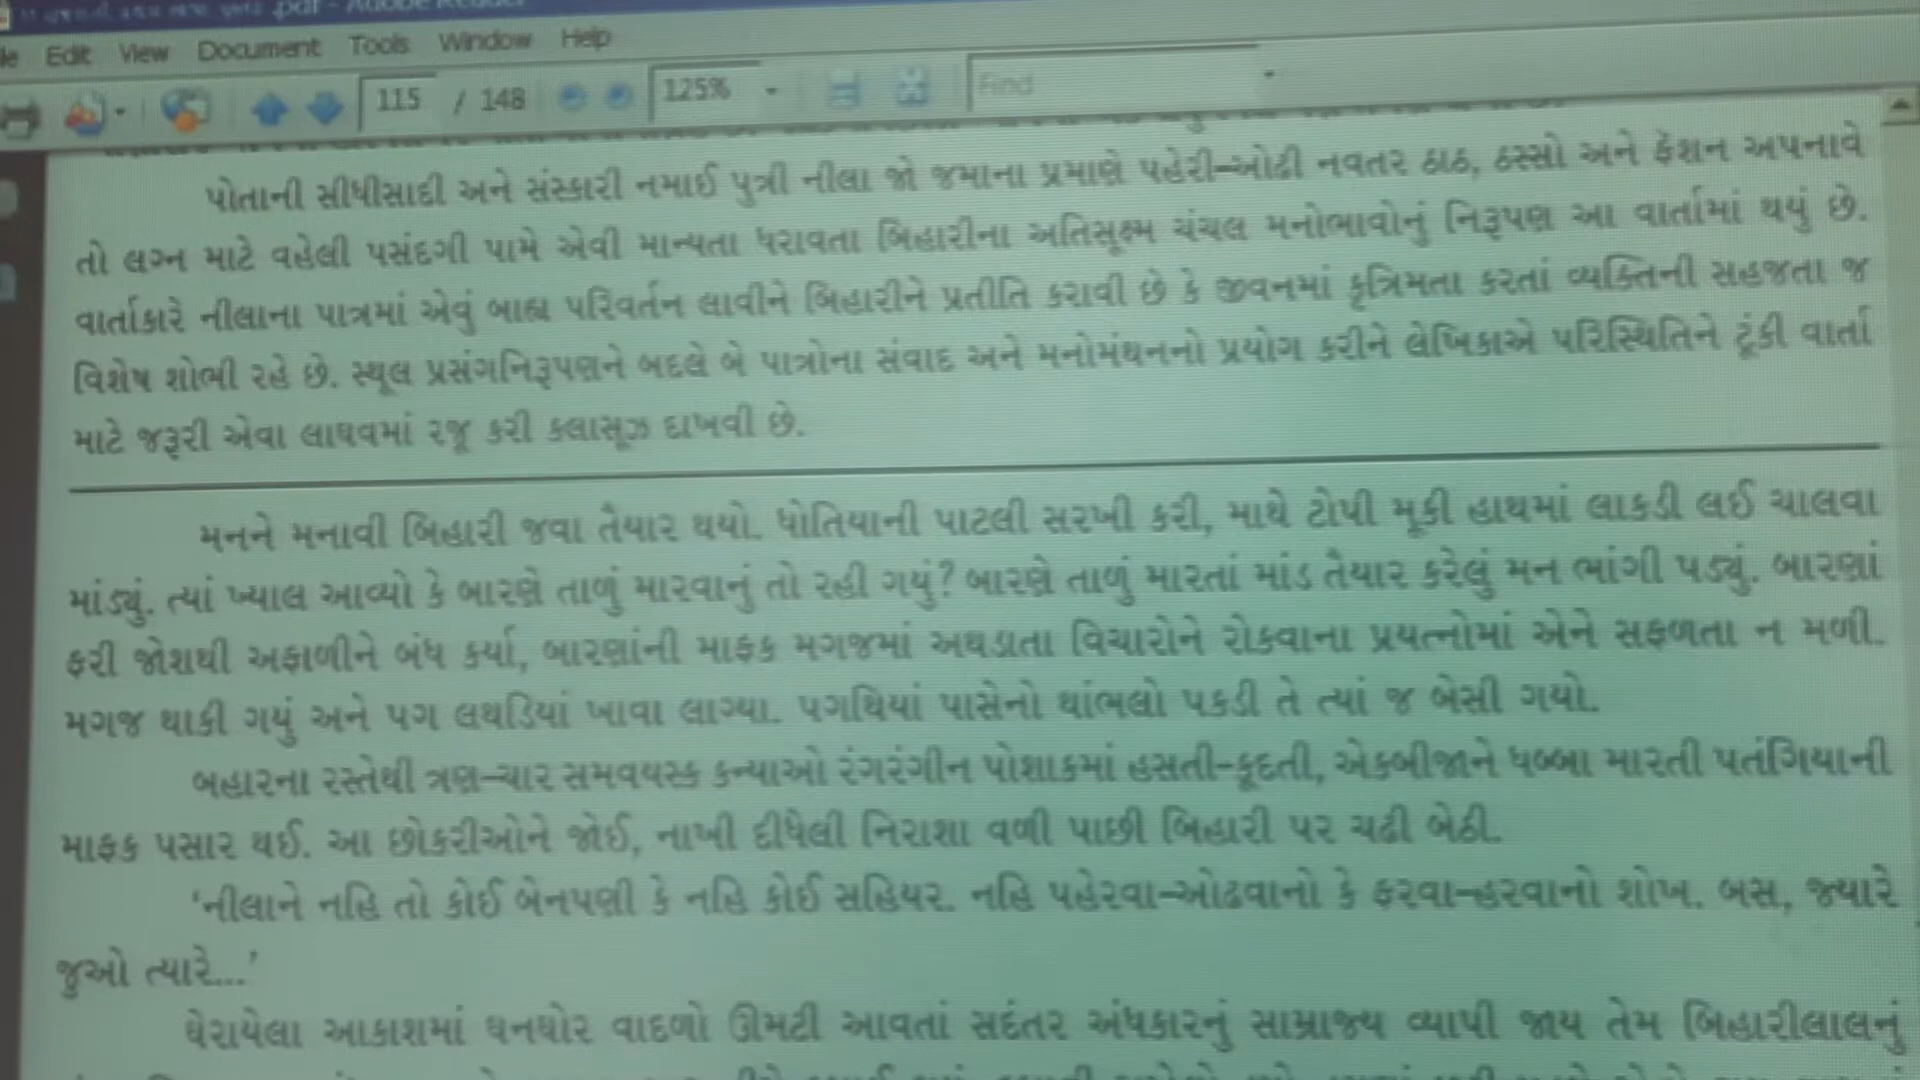 .pdf - Adobe Reader
Edit View Document Tools Window Help
115 / 148 125% Find
પોતાની સીધીસાદી અને સંસ્કારી નમાઈ પુત્રી નીલા જો જમાના પ્રમાણે પહેરી-ઓઢી નવતર ઠાઠ, ઠસ્સો અને ફૅશન અપનાવે
તો લગ્ન માટે વહેલી પસંદગી પામે એવી માન્યતા ધરાવતા બિહારીના અતિસૂક્ષ્મ ચંચલ મનોભાવોનું નિરૂપણ આ વાર્તામાં થયું છે.
વાર્તાકારે નીલાના પાત્રમાં એવું બાહ્ય પરિવર્તન લાવીને બિહારીને પ્રતીતિ કરાવી છે કે જીવનમાં કૃત્રિમતા કરતાં વ્યક્તિની સહજતા જ
વિશેષ શોભી રહે છે. સ્થૂલ પ્રસંગનિરૂપણને બદલે બે પાત્રોના સંવાદ અને મનોમંથનનો પ્રયોગ કરીને લેખિકાએ પરિસ્થિતિને ટૂંકી વાર્તા
માટે જરૂરી એવા લાઘવમાં રજૂ કરી કલાસૂઝ દાખવી છે.
મનને મનાવી બિહારી જવા તૈયાર થયો. ધોતિયાની પાટલી સરખી કરી, માથે ટોપી મૂકી હાથમાં લાકડી લઈ ચાલવા
માંડ્યું. ત્યાં ખ્યાલ આવ્યો કે બારણે તાળું મારવાનું તો રહી ગયું? બારણે તાળું મારતાં માંડ તૈયાર કરેલું મન ભાંગી પડ્યું. બારણાં
ફરી જોશથી અફાળીને બંધ કર્યા, બારણાંની માફક મગજમાં અથડાતા વિચારોને રોકવાના પ્રયત્નોમાં એને સફળતા ન મળી.
મગજ થાકી ગયું અને પગ લથડિયાં ખાવા લાગ્યા. પગથિયાં પાસેનો થાંભલો પકડી તે ત્યાં જ બેસી ગયો.
બહારના રસ્તેથી ત્રણ-ચાર સમવયસ્ક કન્યાઓ રંગરંગીન પોશાકમાં હસતી-કૂદતી, એકબીજાને ધબ્બા મારતી પતંગિયાની
માફક પસાર થઈ. આ છોકરીઓને જોઈ, નાખી દીધેલી નિરાશા વળી પાછી બિહારી પર ચઢી બેઠી.
‘નીલાને નહિ તો કોઈ બેનપણી કે નહિ કોઈ સહિયર. નહિ પહેરવા-ઓઢવાનો કે ફરવા-હરવાનો શોખ. બસ, જ્યારે
જુઓ ત્યારે...’
ઘેરાયેલા આકાશમાં ઘનઘોર વાદળો ઊમટી આવતાં સદંતર અંધકારનું સામ્રાજ્ય વ્યાપી જાય તેમ બિહારીલાલનું